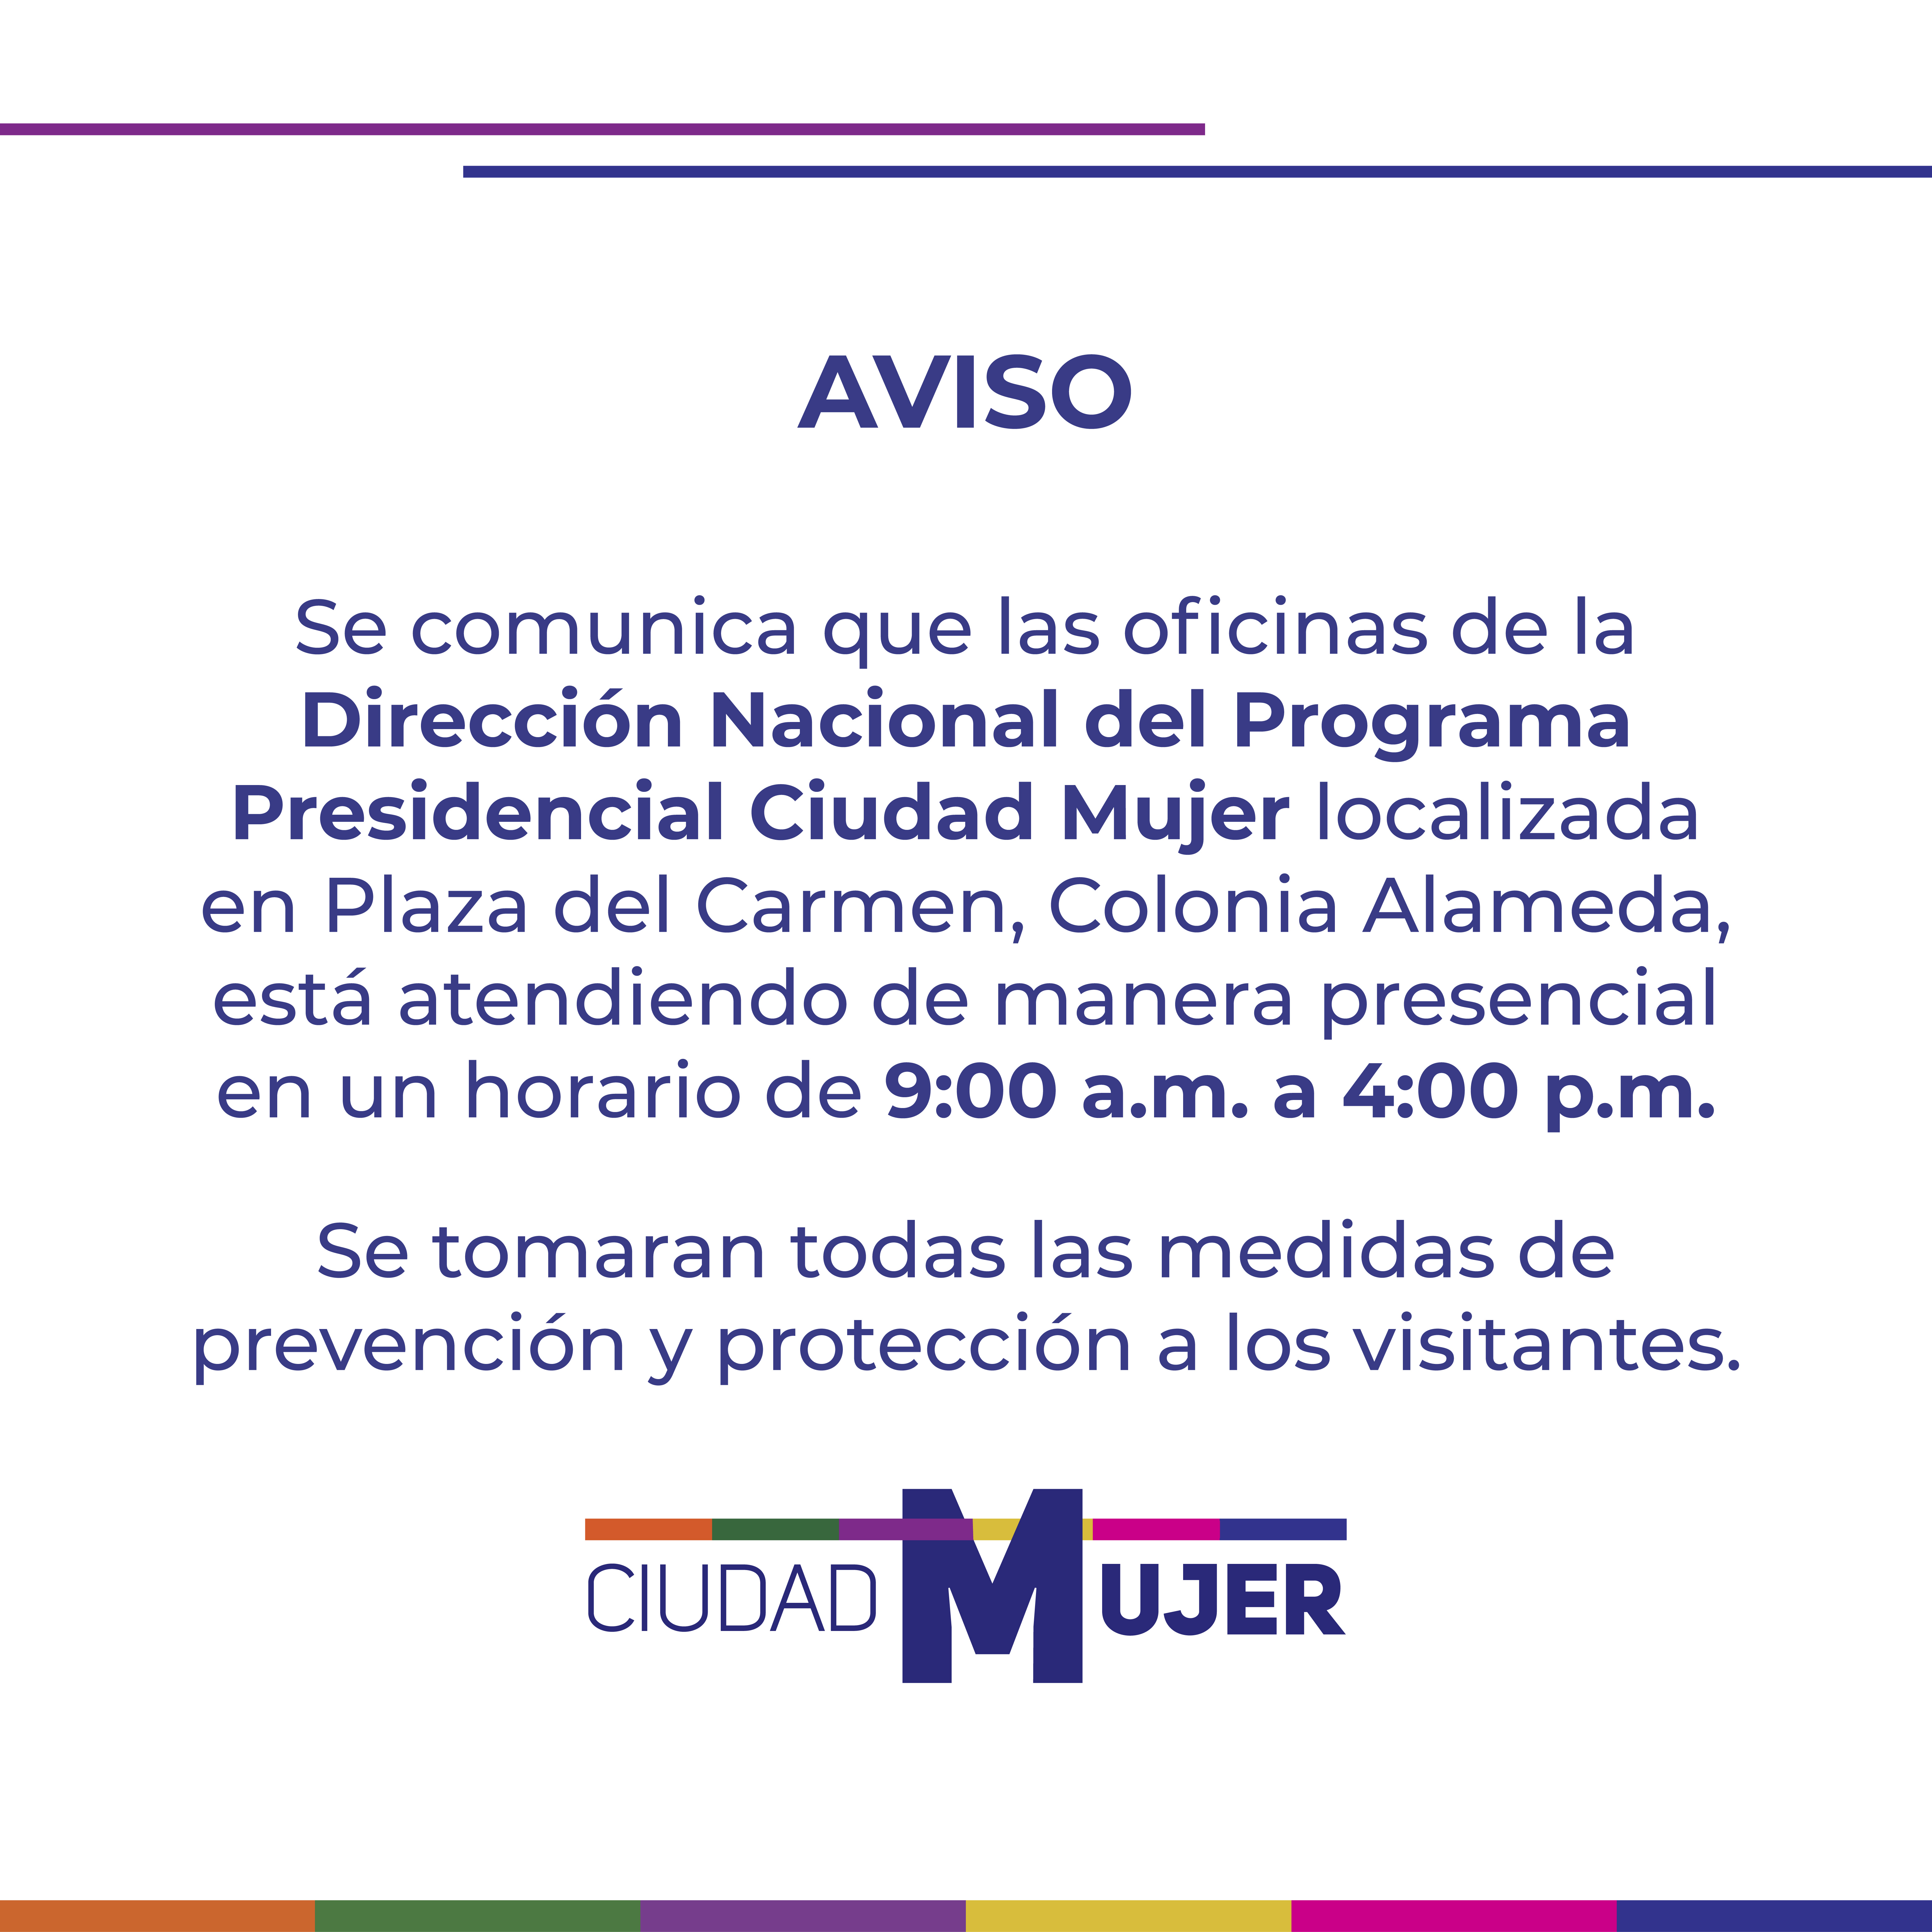 AVISO
Se comunica que las oficinas de la
Dirección Nacional del Programa
Presidencial Ciudad Mujer localizada
en Plaza del Carmen, Colonia Alameda,
está atendiendo de manera presencial
en un horario de 9:00 a.m. a 4:00 p.m.
Se tomaran todas las medidas de
prevención y protección a los visitantes.
CIUDAD MUJER